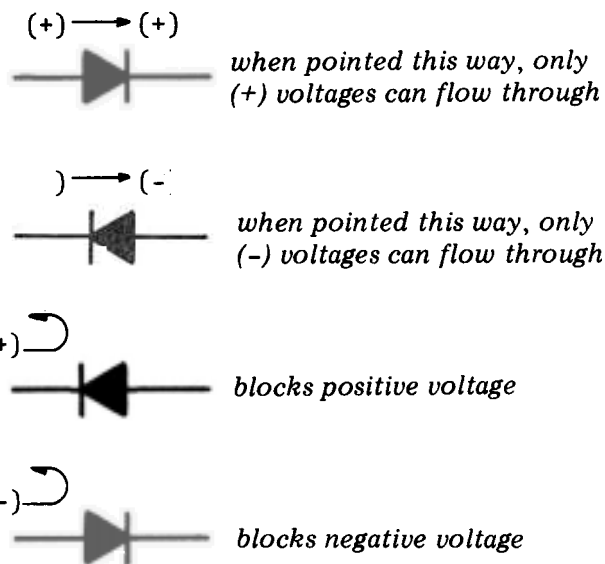 (+) → (+)
when pointed this way, only
(+) voltages can flow through
) → (-
when pointed this way, only
(-) voltages can flow through
+)
blocks positive voltage
-)
blocks negative voltage